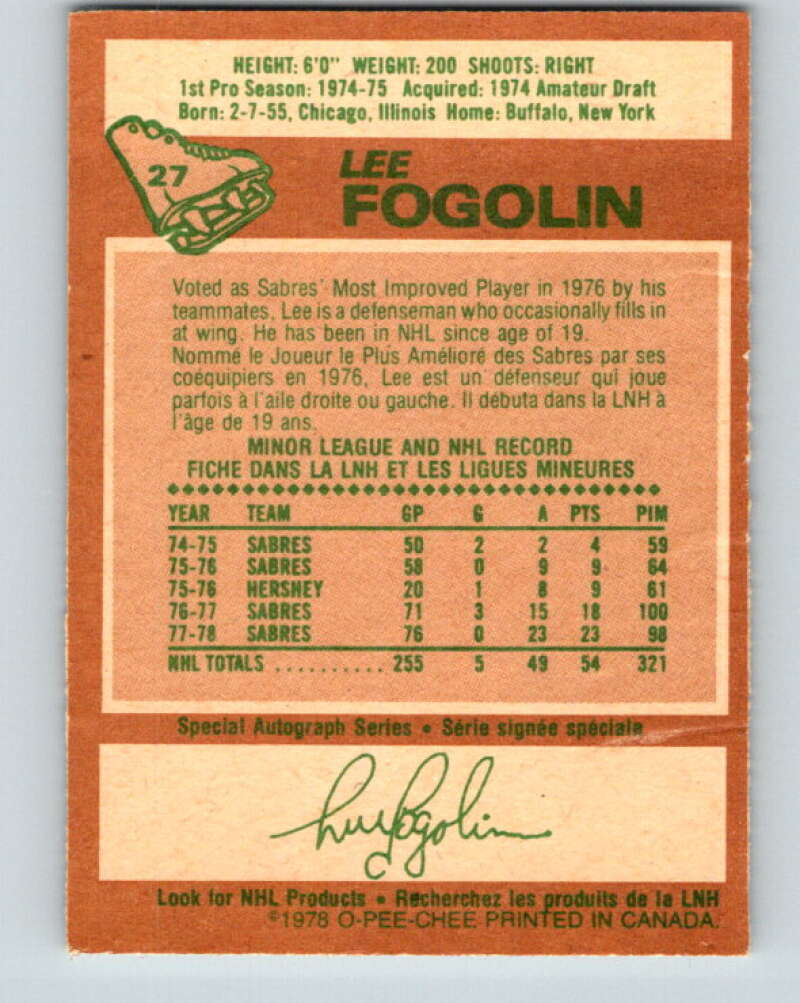 HEIGHT: 6'0" WEIGHT: 200 SHOOTS: RIGHT
1st Pro Season: 1974-75 Acquired: 1974 Amateur Draft
Born: 2-7-55, Chicago, Illinois Home: Buffalo, New York
27
LEE
FOGOLIN
Voted as Sabres' Most Improved Player in 1976 by his
teammates, Lee is a defenseman who occasionally fills in
at wing. He has been in NHL since age of 19.
Nommé le Joueur le Plus Amélioré des Sabres par ses
coéquipiers en 1976, Lee est un défenseur qui joue
parfois à l'aile droite ou gauche. Il débuta dans la LNH à
l'âge de 19 ans.
MINOR LEAGUE AND NHL RECORD
FICHE DANS LA LNH ET LES LIGUES MINEURES
YEAR TEAM GP G A PTS PIM
74-75 SABRES 50 2 2 4 59
75-76 SABRES 58 0 9 9 64
75-76 HERSHEY 20 1 8 9 61
76-77 SABRES 71 3 15 18 100
77-78 SABRES 76 0 23 23 98
NHL TOTALS .......... 255 5 49 54 321
Special Autograph Series • Série signée spéciale
Lee Fogolin
Look for NHL Products • Recherchez les produits de la LNH
©1978 O-PEE-CHEE PRINTED IN CANADA.